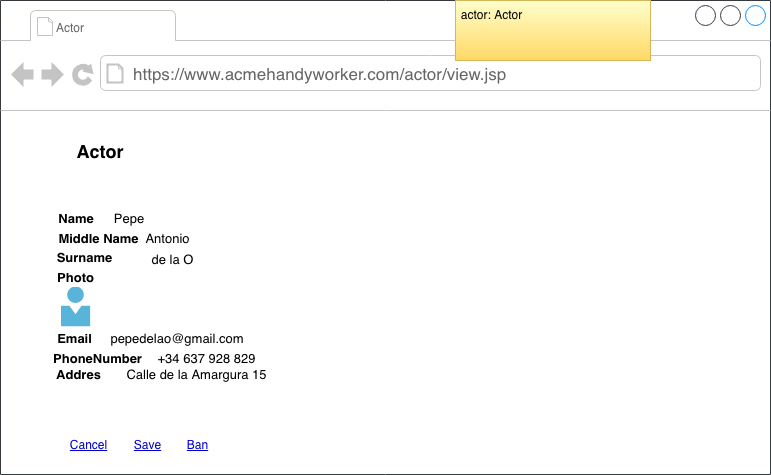 actor: Actor
Actor
https://www.acmehandyworker.com/actor/view.jsp
Actor
Name Pepe
Middle Name Antonio
Surname de la O
Photo
Email pepedelao@gmail.com
PhoneNumber +34 637 928 829
Addres Calle de la Amargura 15
Cancel Save Ban